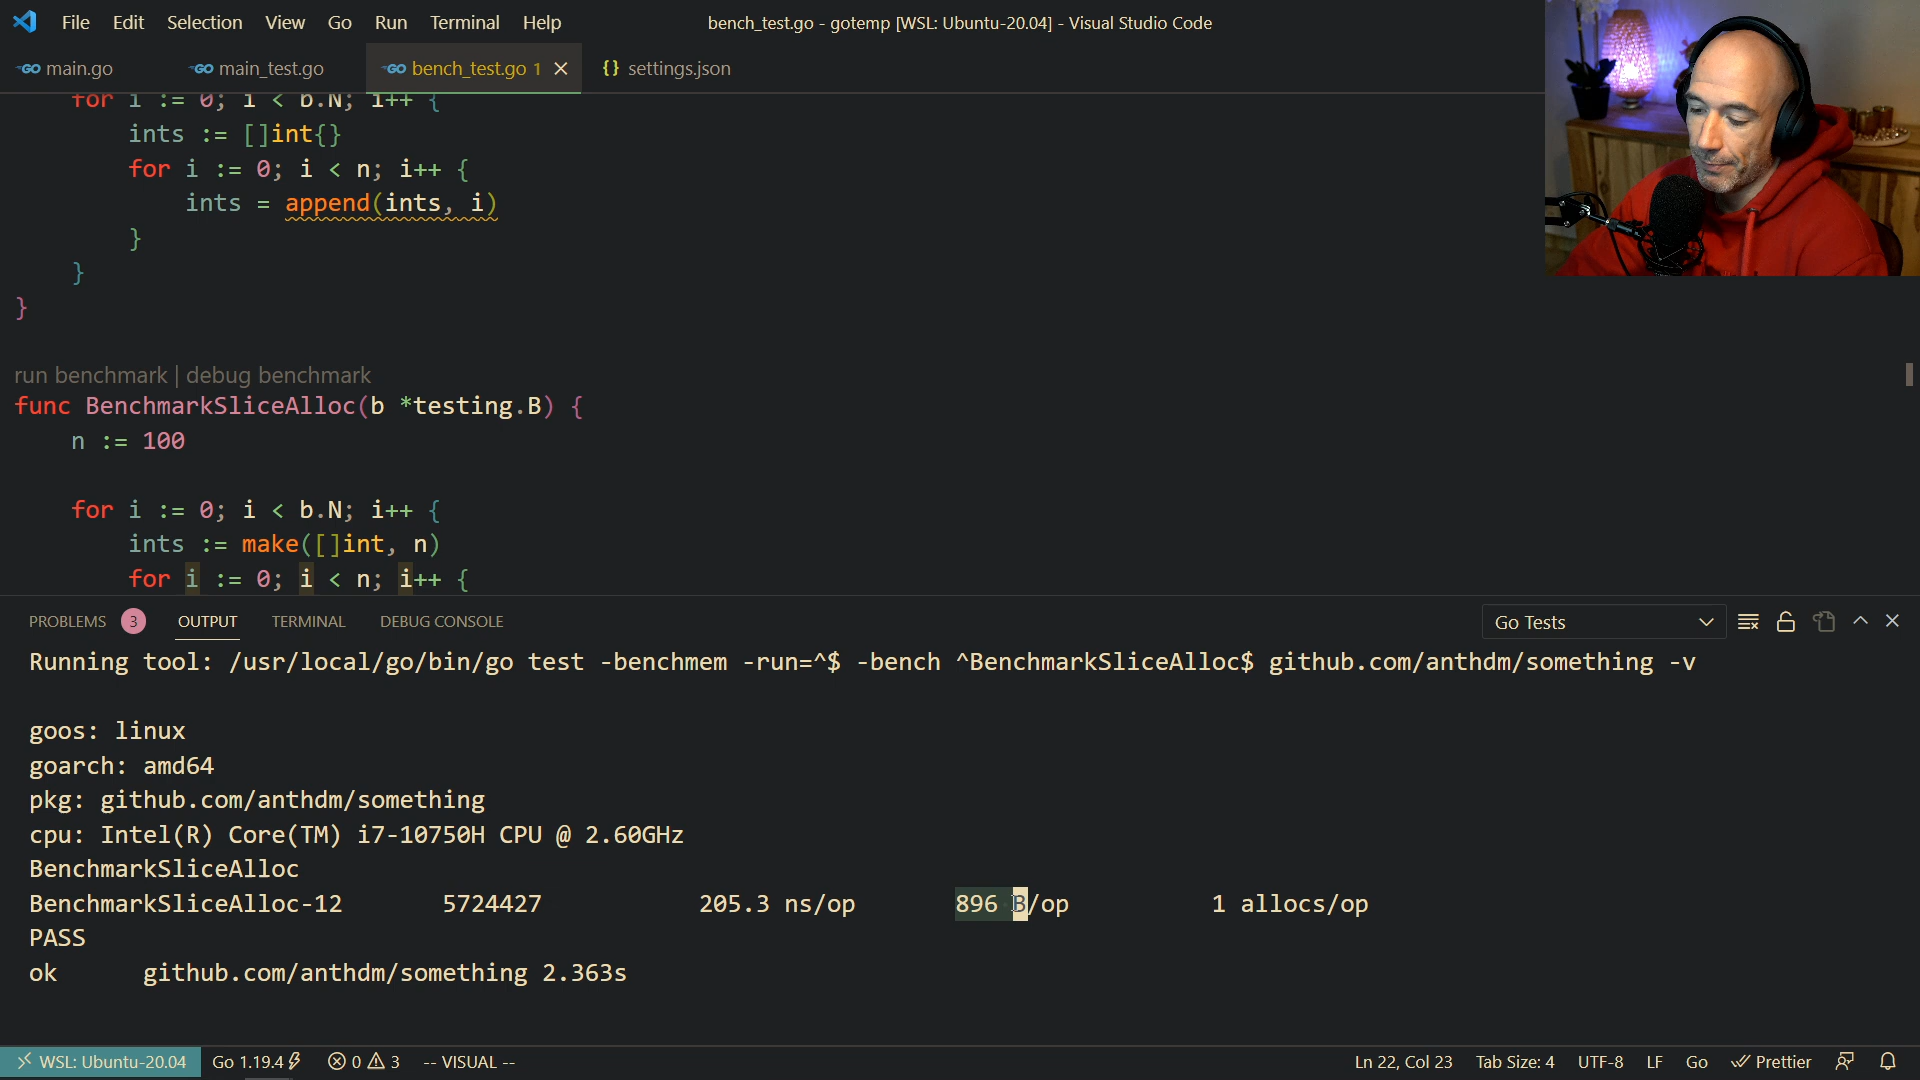 File Edit Selection View Go Run Terminal Help bench_test.go - gotemp [WSL: Ubuntu-20.04] - Visual Studio Code
GO main.go GO main_test.go GO bench_test.go 1 {} settings.json
for i := 0; i < b.N; i++ {
ints := []int{}
for i := 0; i < n; i++ {
ints = append(ints, i)
}
}
}
run benchmark | debug benchmark
func BenchmarkSliceAlloc(b *testing.B) {
n := 100
for i := 0; i < b.N; i++ {
ints := make([]int, n)
for i := 0; i < n; i++ {
PROBLEMS 3 OUTPUT TERMINAL DEBUG CONSOLE Go Tests
Running tool: /usr/local/go/bin/go test -benchmem -run=^$ -bench ^BenchmarkSliceAlloc$ github.com/anthdm/something -v
goos: linux
goarch: amd64
pkg: github.com/anthdm/something
cpu: Intel(R) Core(TM) i7-10750H CPU @ 2.60GHz
BenchmarkSliceAlloc
BenchmarkSliceAlloc-12 5724427 205.3 ns/op 896 B/op 1 allocs/op
PASS
ok github.com/anthdm/something 2.363s
WSL: Ubuntu-20.04 Go 1.19.4 0 3 -- VISUAL -- Ln 22, Col 23 Tab Size: 4 UTF-8 LF Go Prettier